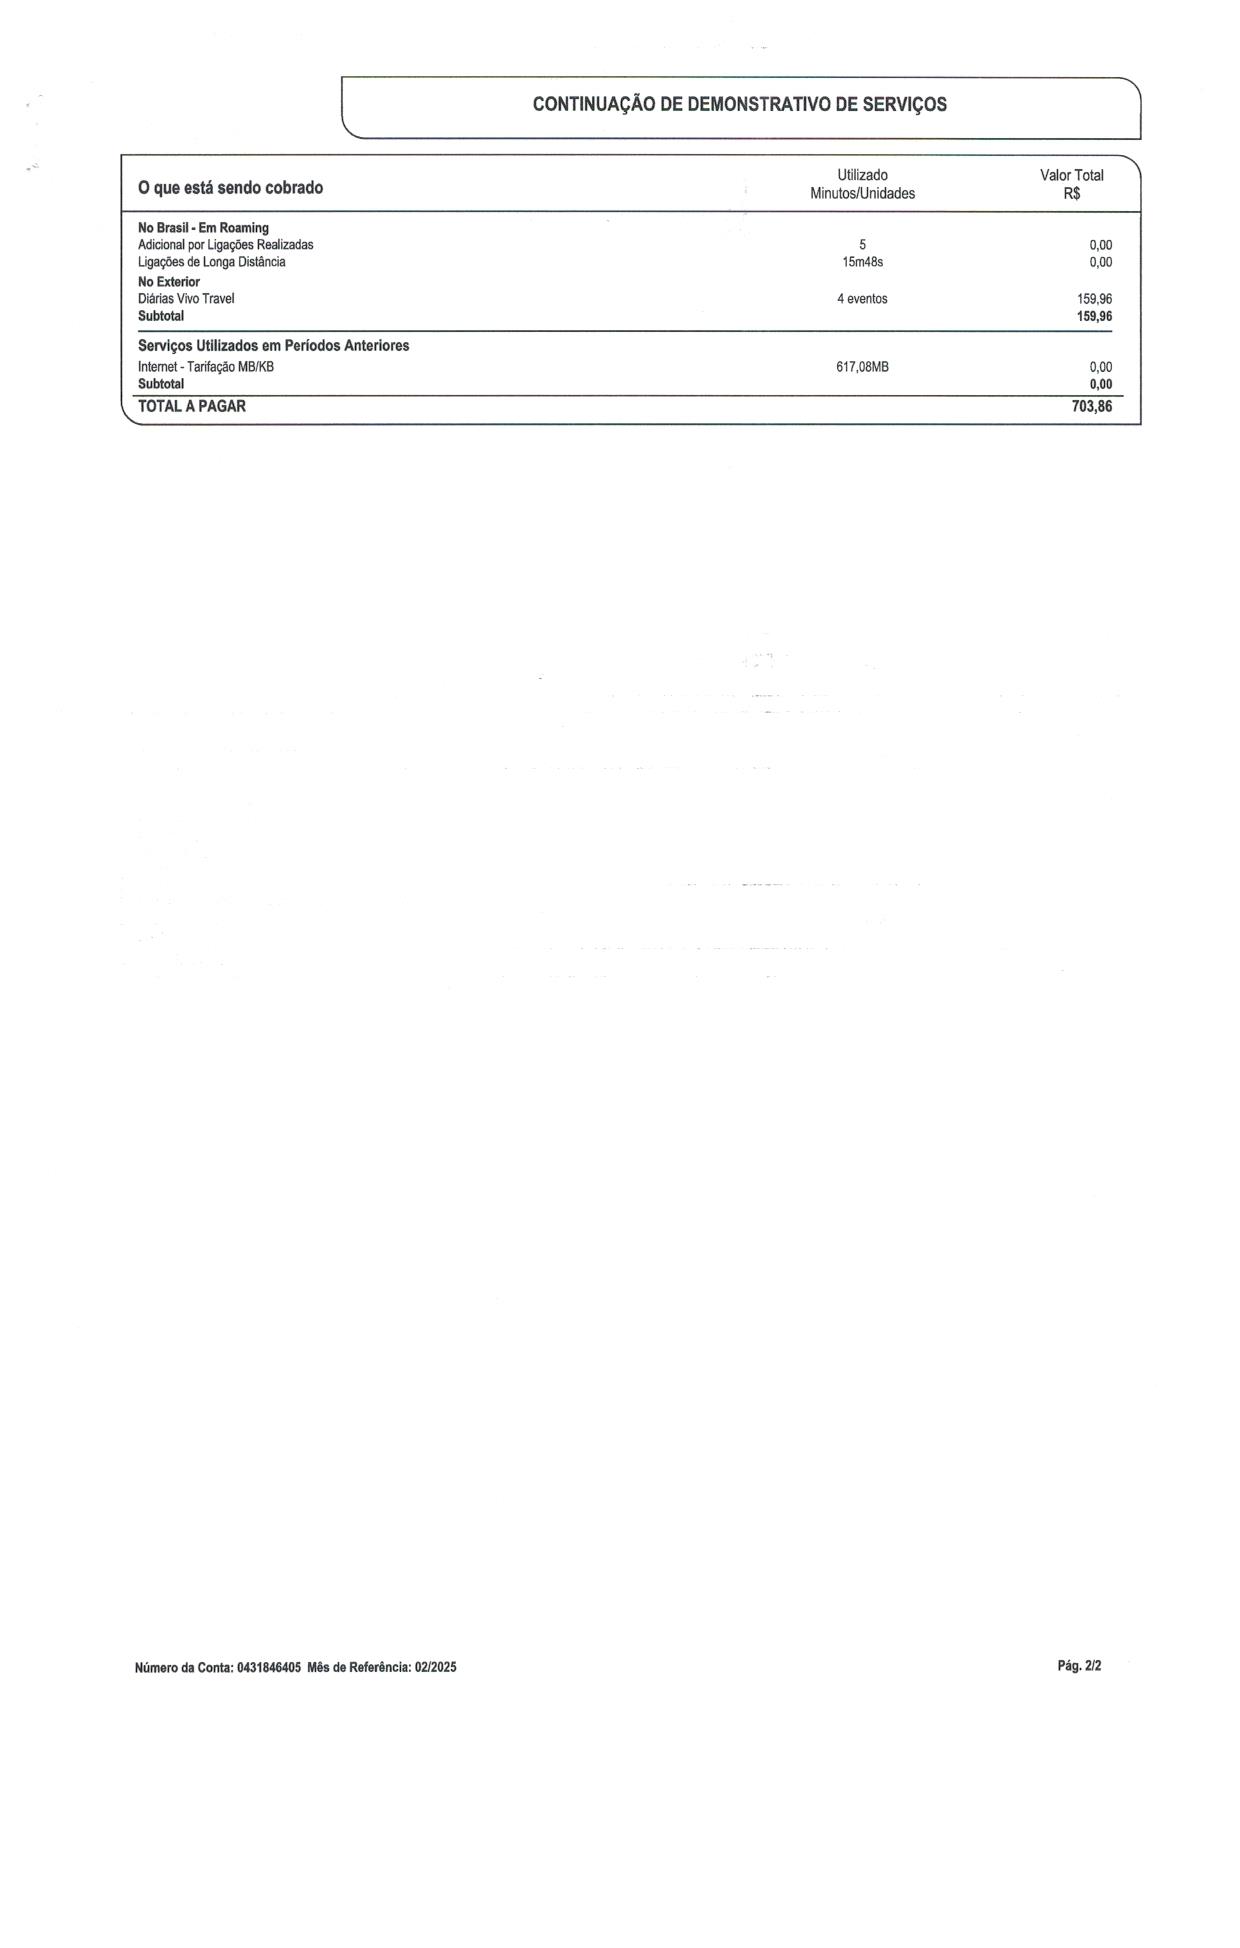 CONTINUAÇÃO DE DEMONSTRATIVO DE SERVIÇOS
O que está sendo cobrado Utilizado Minutos/Unidades Valor Total R$
No Brasil - Em Roaming
Adicional por Ligações Realizadas 5 0,00
Ligações de Longa Distância 15m48s 0,00
No Exterior
Diárias Vivo Travel 4 eventos 159,96
Subtotal 159,96
Serviços Utilizados em Períodos Anteriores
Internet - Tarifação MB/KB 617,08MB 0,00
Subtotal 0,00
TOTAL A PAGAR 703,86
Número da Conta: 0431846405 Mês de Referência: 02/2025 Pág. 2/2